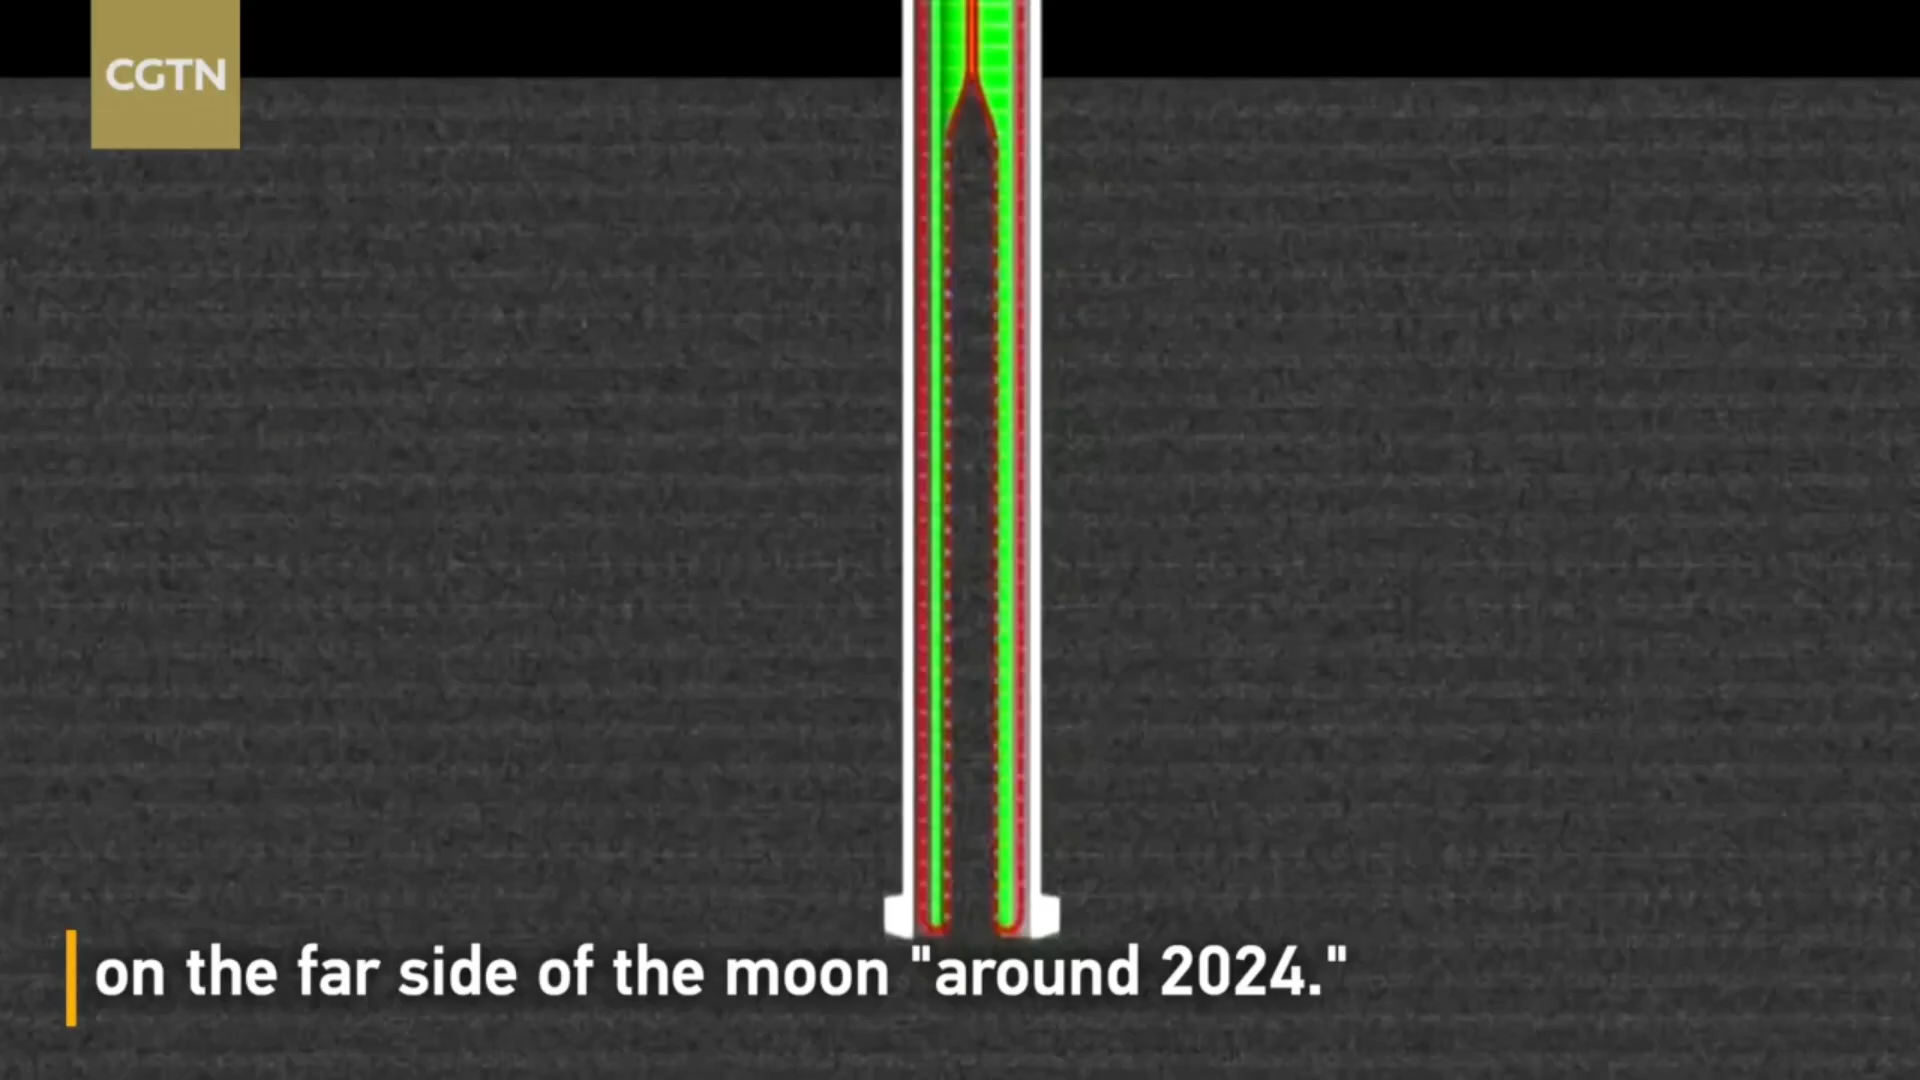 CGTN
on the far side of the moon "around 2024."